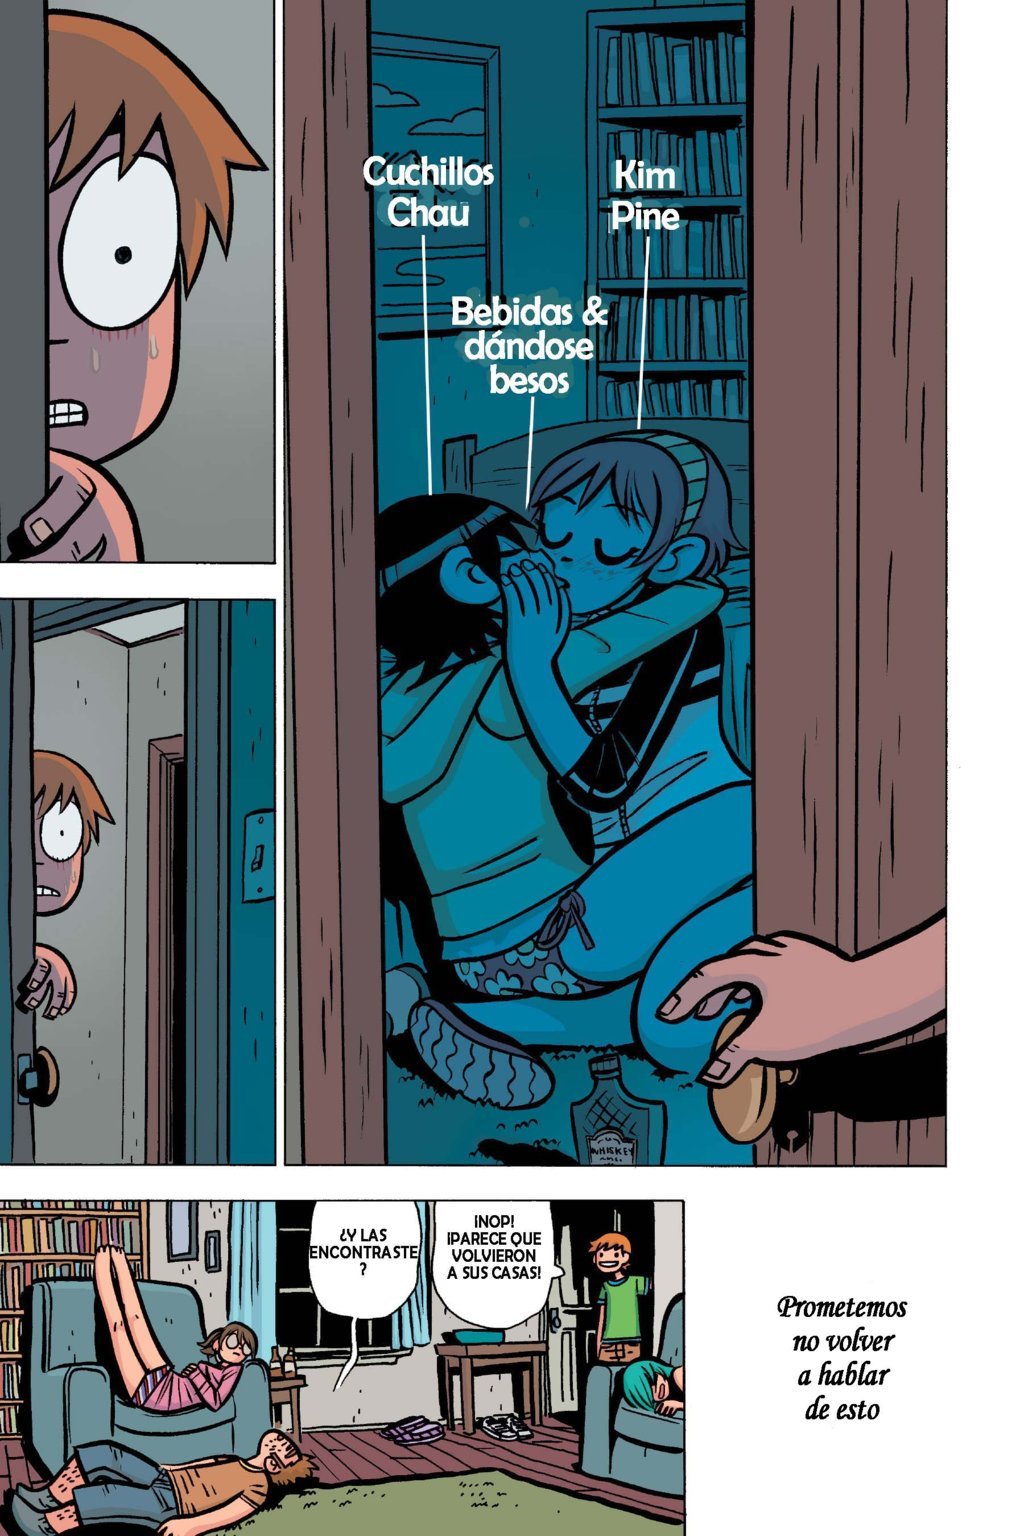 Cuchillos
Chau
Kim
Pine
Bebidas &
dándose
besos
WHISKEY
¿Y LAS
ENCONTRASTE
?
¡NOP!
¡PARECE QUE
VOLVIERON
A SUS CASAS!
Prometemos
no volver
a hablar
de esto